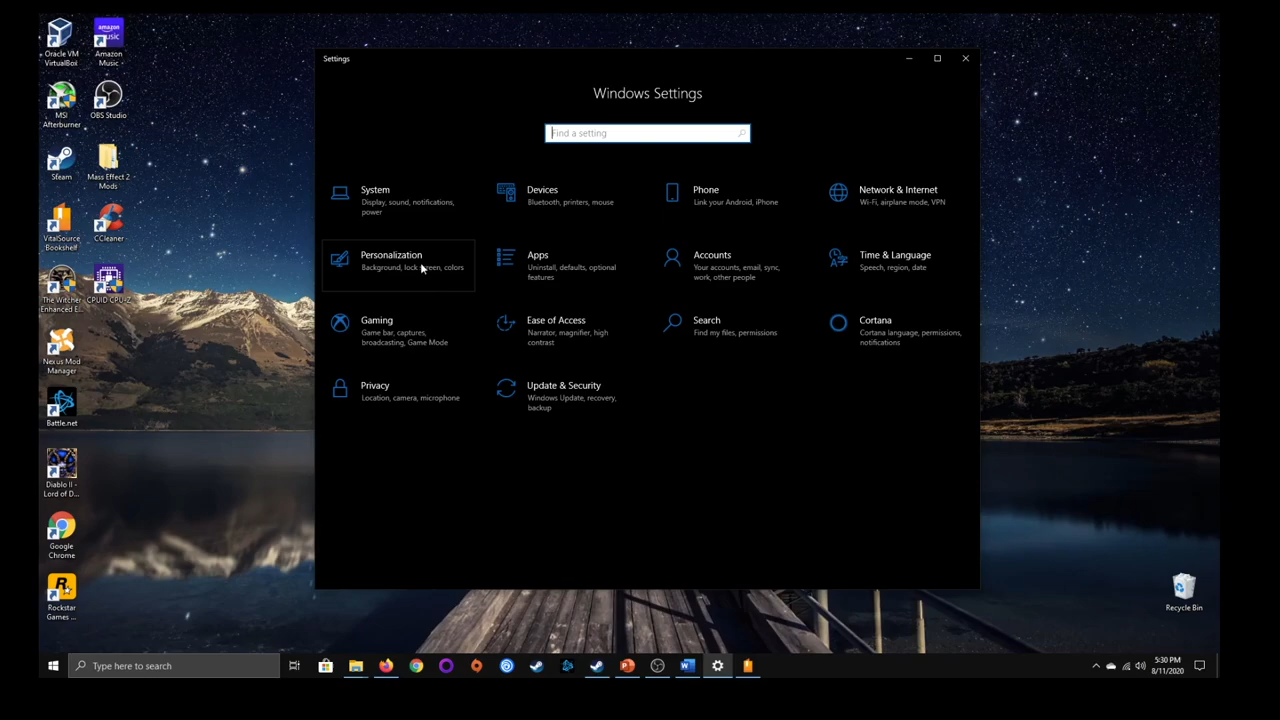 Oracle VM
VirtualBox
amazon
music
Amazon
Music -
MSI
Afterburner
OBS Studio
Steam
Mass Effect 2
Mods
VitalSource
Bookshelf
CCleaner
The Witcher
Enhanced E...
CPUID CPU-Z
Nexus Mod
Manager
Battle.net
Diablo II -
Lord of D...
Google
Chrome
R
Rockstar
Games ...
Settings
Windows Settings
Find a setting
System
Display, sound, notifications,
power
Devices
Bluetooth, printers, mouse
Phone
Link your Android, iPhone
Network & Internet
Wi-Fi, airplane mode, VPN
Personalization
Background, lock screen, colors
Apps
Uninstall, defaults, optional
features
Accounts
Your accounts, email, sync,
work, other people
Time & Language
Speech, region, date
Gaming
Game bar, captures,
broadcasting, Game Mode
Ease of Access
Narrator, magnifier, high
contrast
Search
Find my files, permissions
Cortana
Cortana language, permissions,
notifications
Privacy
Location, camera, microphone
Update & Security
Windows Update, recovery,
backup
Recycle Bin
Type here to search
5:30 PM
8/11/2020